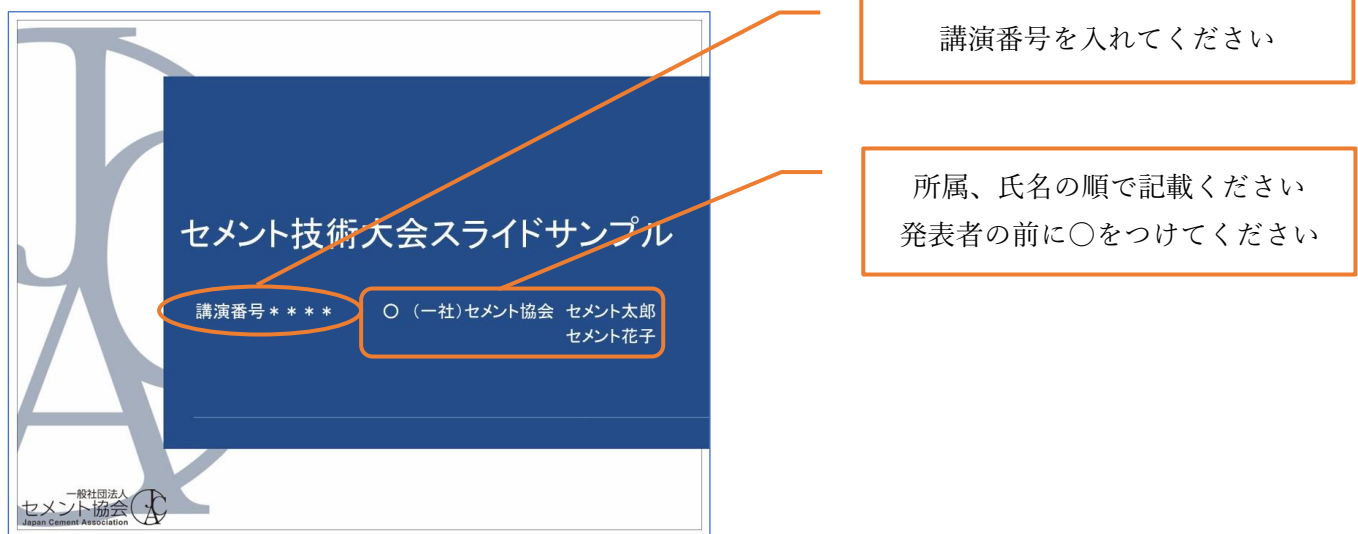 講演番号を入れてください
所属、氏名の順で記載ください
発表者の前に○をつけてください
セメント技術大会スライドサンプル
講演番号＊＊＊＊
○ （一社）セメント協会 セメント太郎
セメント花子
一般社団法人
セメント協会
Japan Cement Association
JCA